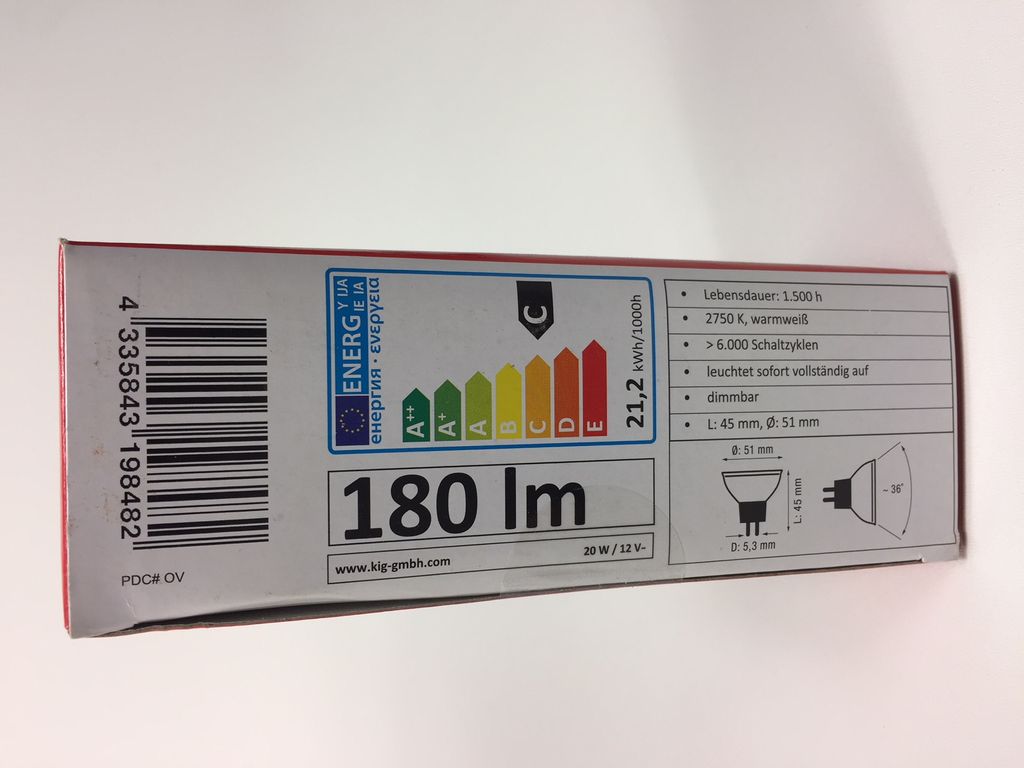 4 335843 198482
PDC# OV
ENERG
Y IJA
IE IA
енергия · ενεργεια
A++
A+
A
B
C
D
E
C
21,2 kWh/1000h
180 lm
www.kig-gmbh.com
20 W / 12 V~
• Lebensdauer: 1.500 h
• 2750 K, warmweiß
• > 6.000 Schaltzyklen
• leuchtet sofort vollständig auf
• dimmbar
• L: 45 mm, Ø: 51 mm
Ø: 51 mm
L: 45 mm
D: 5,3 mm
~ 36°